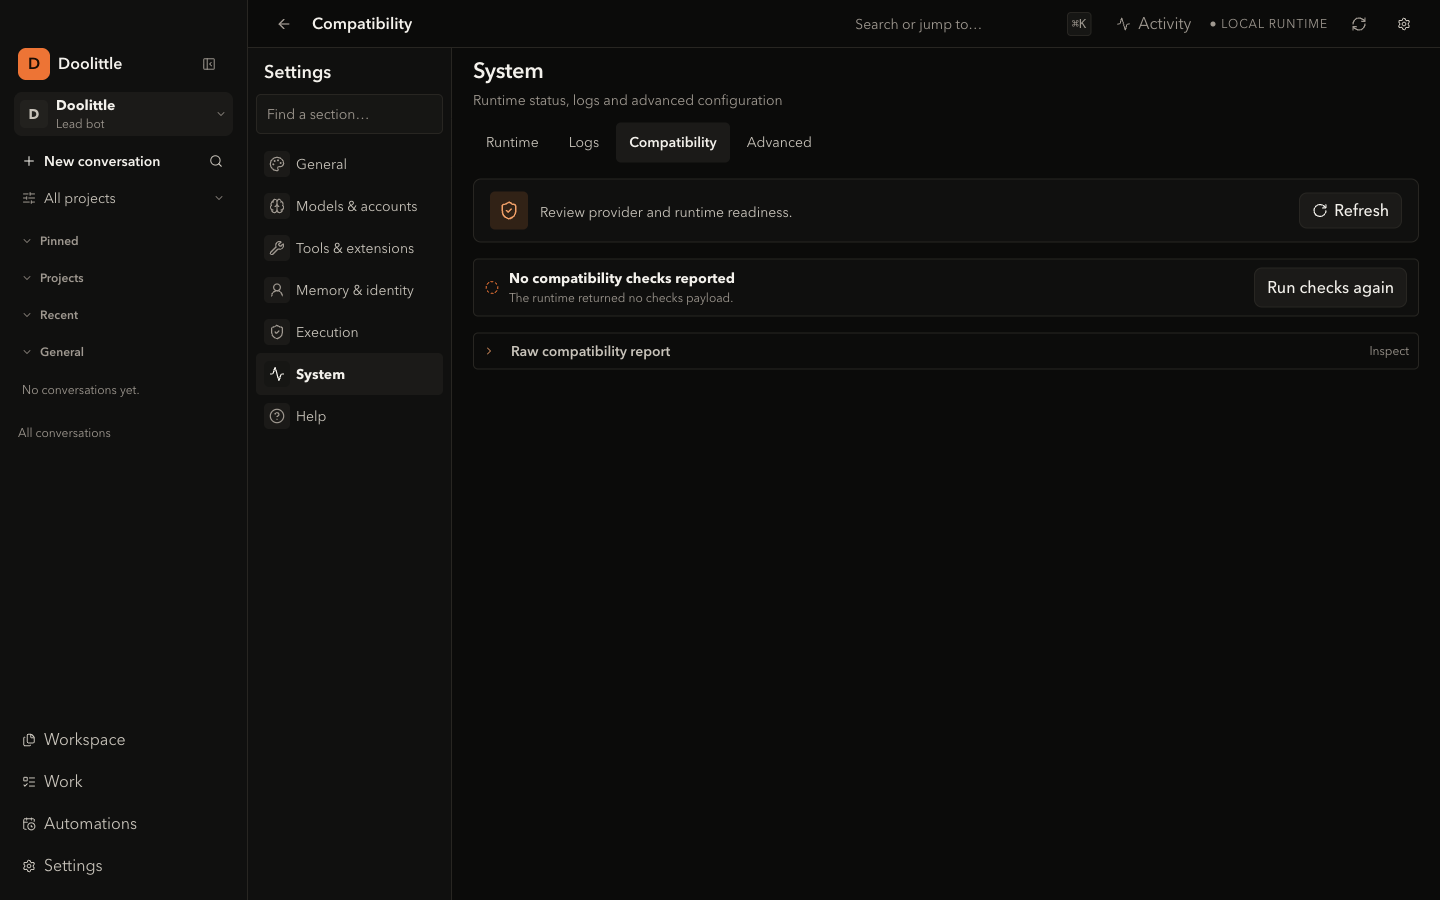 D
Doolittle
D
Doolittle
Lead bot
New conversation
All projects
Pinned
Projects
Recent
General
No conversations yet.
All conversations
Workspace
Work
Automations
Settings
Compatibility
Search or jump to…
⌘K
Activity
LOCAL RUNTIME
Settings
Find a section…
General
Models & accounts
Tools & extensions
Memory & identity
Execution
System
Help
System
Runtime status, logs and advanced configuration
Runtime
Logs
Compatibility
Advanced
Review provider and runtime readiness.
Refresh
No compatibility checks reported
The runtime returned no checks payload.
Run checks again
Raw compatibility report
Inspect